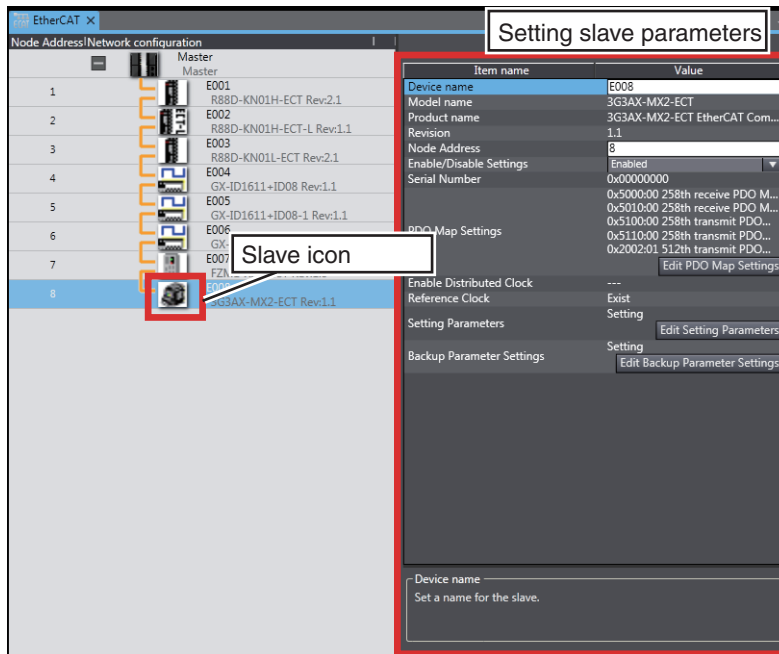 EtherCAT ×
Setting slave parameters
Node Address Network configuration
Master
Master
1
E001
R88D-KN01H-ECT Rev:2.1
2
E002
R88D-KN01H-ECT-L Rev:1.1
3
E003
R88D-KN01L-ECT Rev:2.1
4
E004
GX-ID1611+ID08 Rev:1.1
5
E005
GX-ID1611+ID08-1 Rev:1.1
6
E006
GX-
7
E007
8
3G3AX-MX2-ECT Rev:1.1
Slave icon
Item name Value
Device name E008
Model name 3G3AX-MX2-ECT
Product name 3G3AX-MX2-ECT EtherCAT Com...
Revision 1.1
Node Address 8
Enable/Disable Settings Enabled
Serial Number 0x00000000
PDO Map Settings
0x5000:00 258th receive PDO M...
0x5010:00 258th receive PDO M...
0x5100:00 258th transmit PDO...
0x5110:00 258th transmit PDO...
0x2002:01 512th transmit PDO...
Edit PDO Map Settings
Enable Distributed Clock ---
Reference Clock Exist
Setting Parameters Setting
Edit Setting Parameters
Backup Parameter Settings Setting
Edit Backup Parameter Settings
Device name
Set a name for the slave.